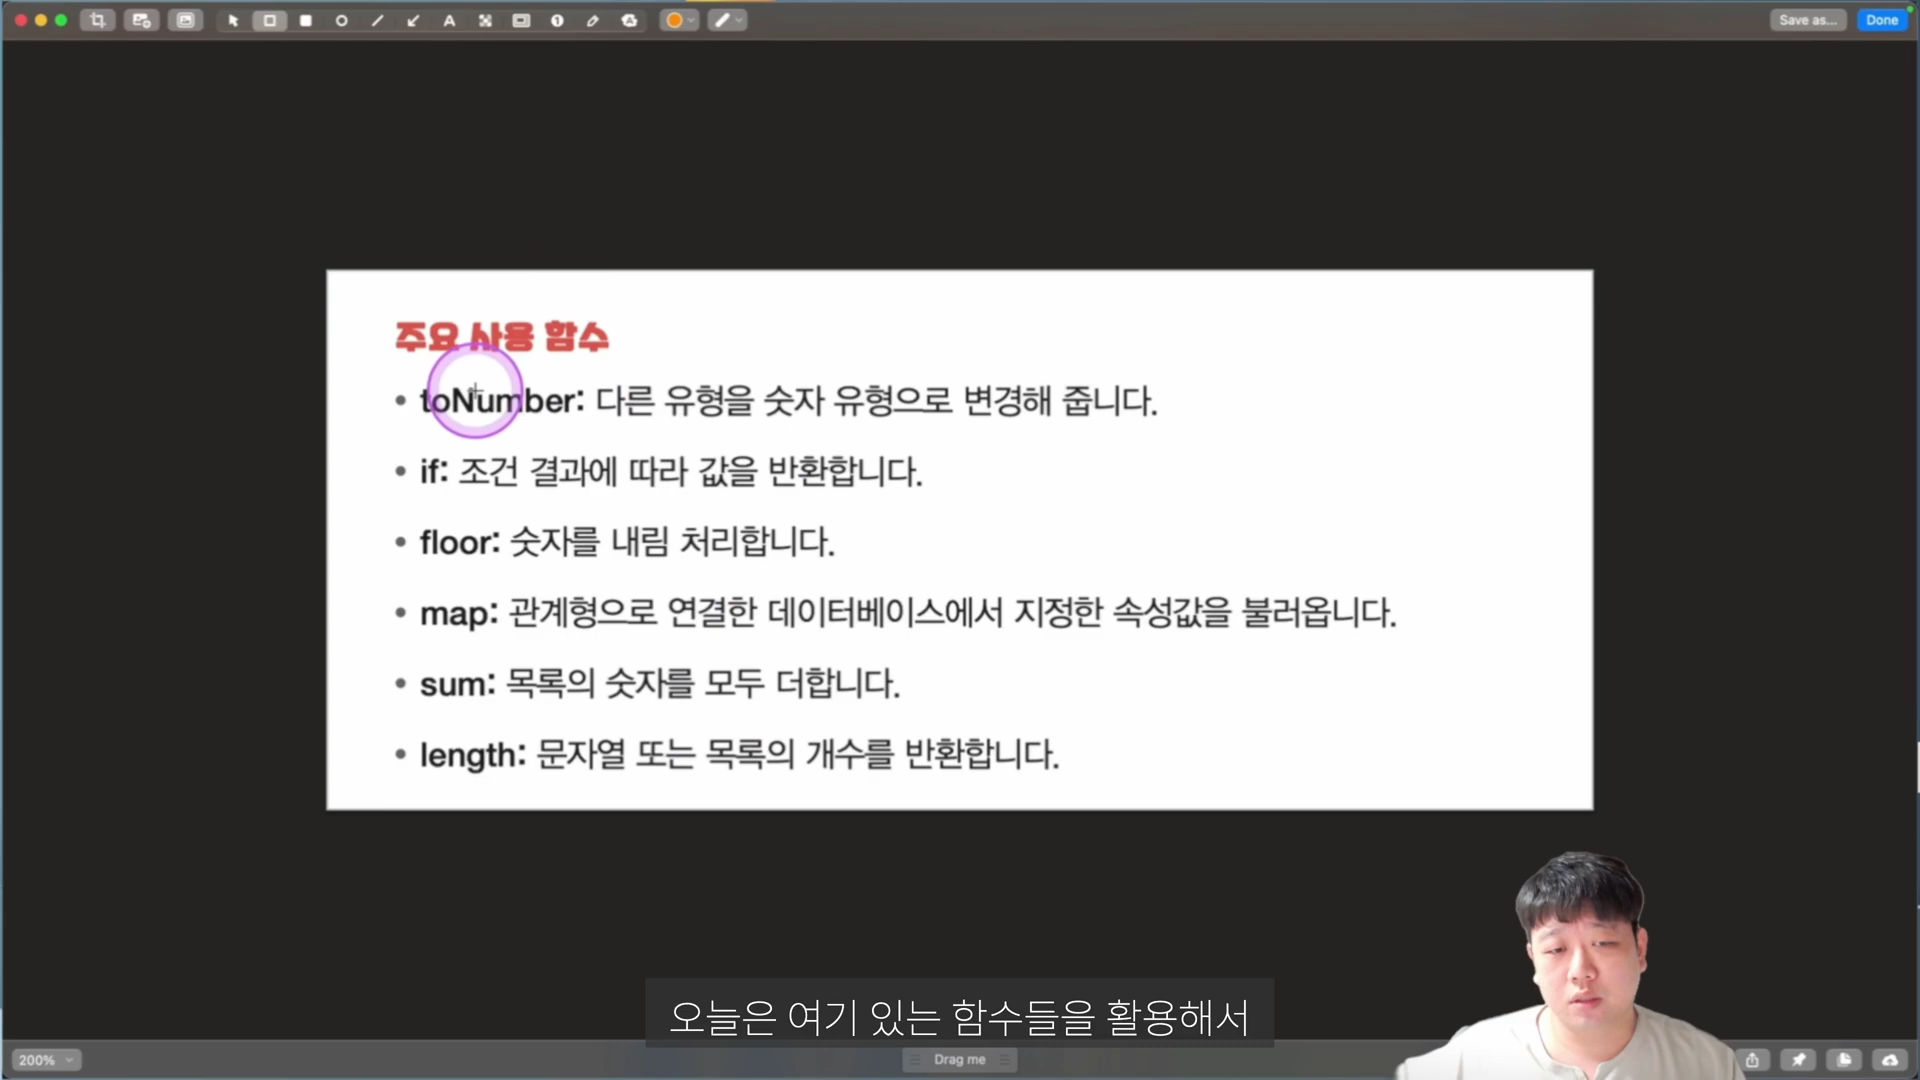 A
1
Save as...
Done
주요 사용 함수
• toNumber: 다른 유형을 숫자 유형으로 변경해 줍니다.
• if: 조건 결과에 따라 값을 반환합니다.
• floor: 숫자를 내림 처리합니다.
• map: 관계형으로 연결한 데이터베이스에서 지정한 속성값을 불러옵니다.
• sum: 목록의 숫자를 모두 더합니다.
• length: 문자열 또는 목록의 개수를 반환합니다.
오늘은 여기 있는 함수들을 활용해서
200%
Drag me